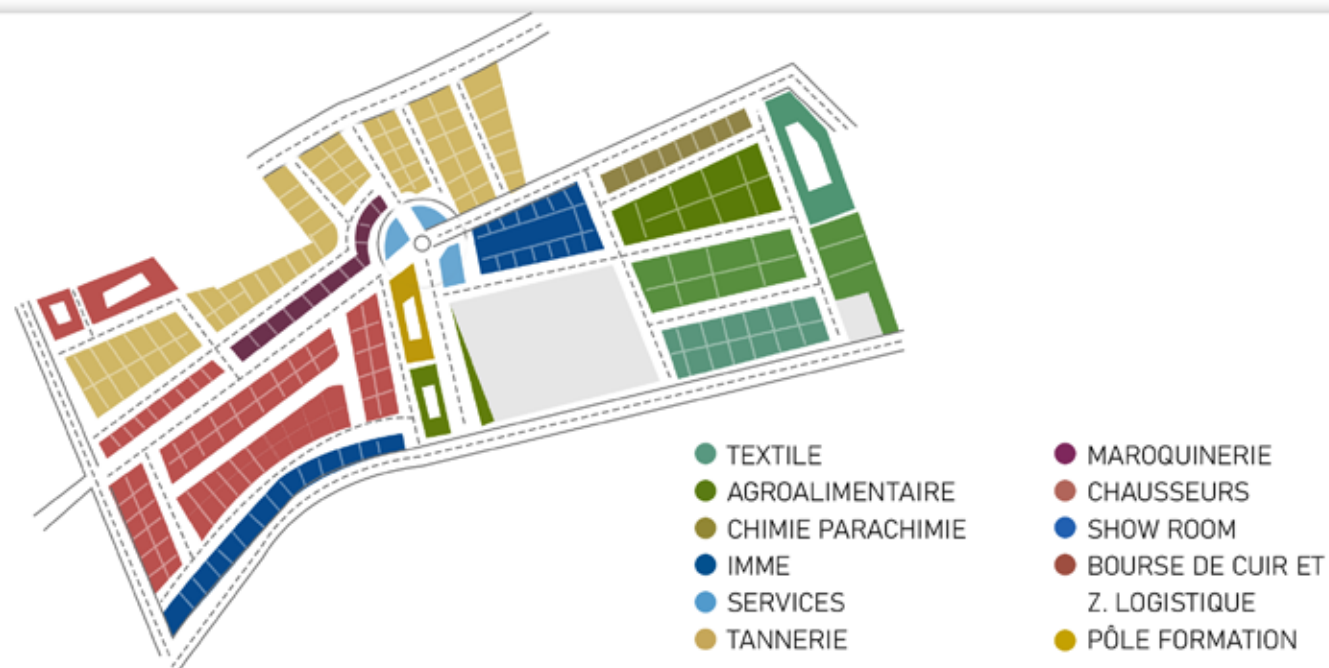 TEXTILE
AGROALIMENTAIRE
CHIMIE PARACHIMIE
IMME
SERVICES
TANNERIE
MAROQUINERIE
CHAUSSEURS
SHOW ROOM
BOURSE DE CUIR ET
Z. LOGISTIQUE
PÔLE FORMATION